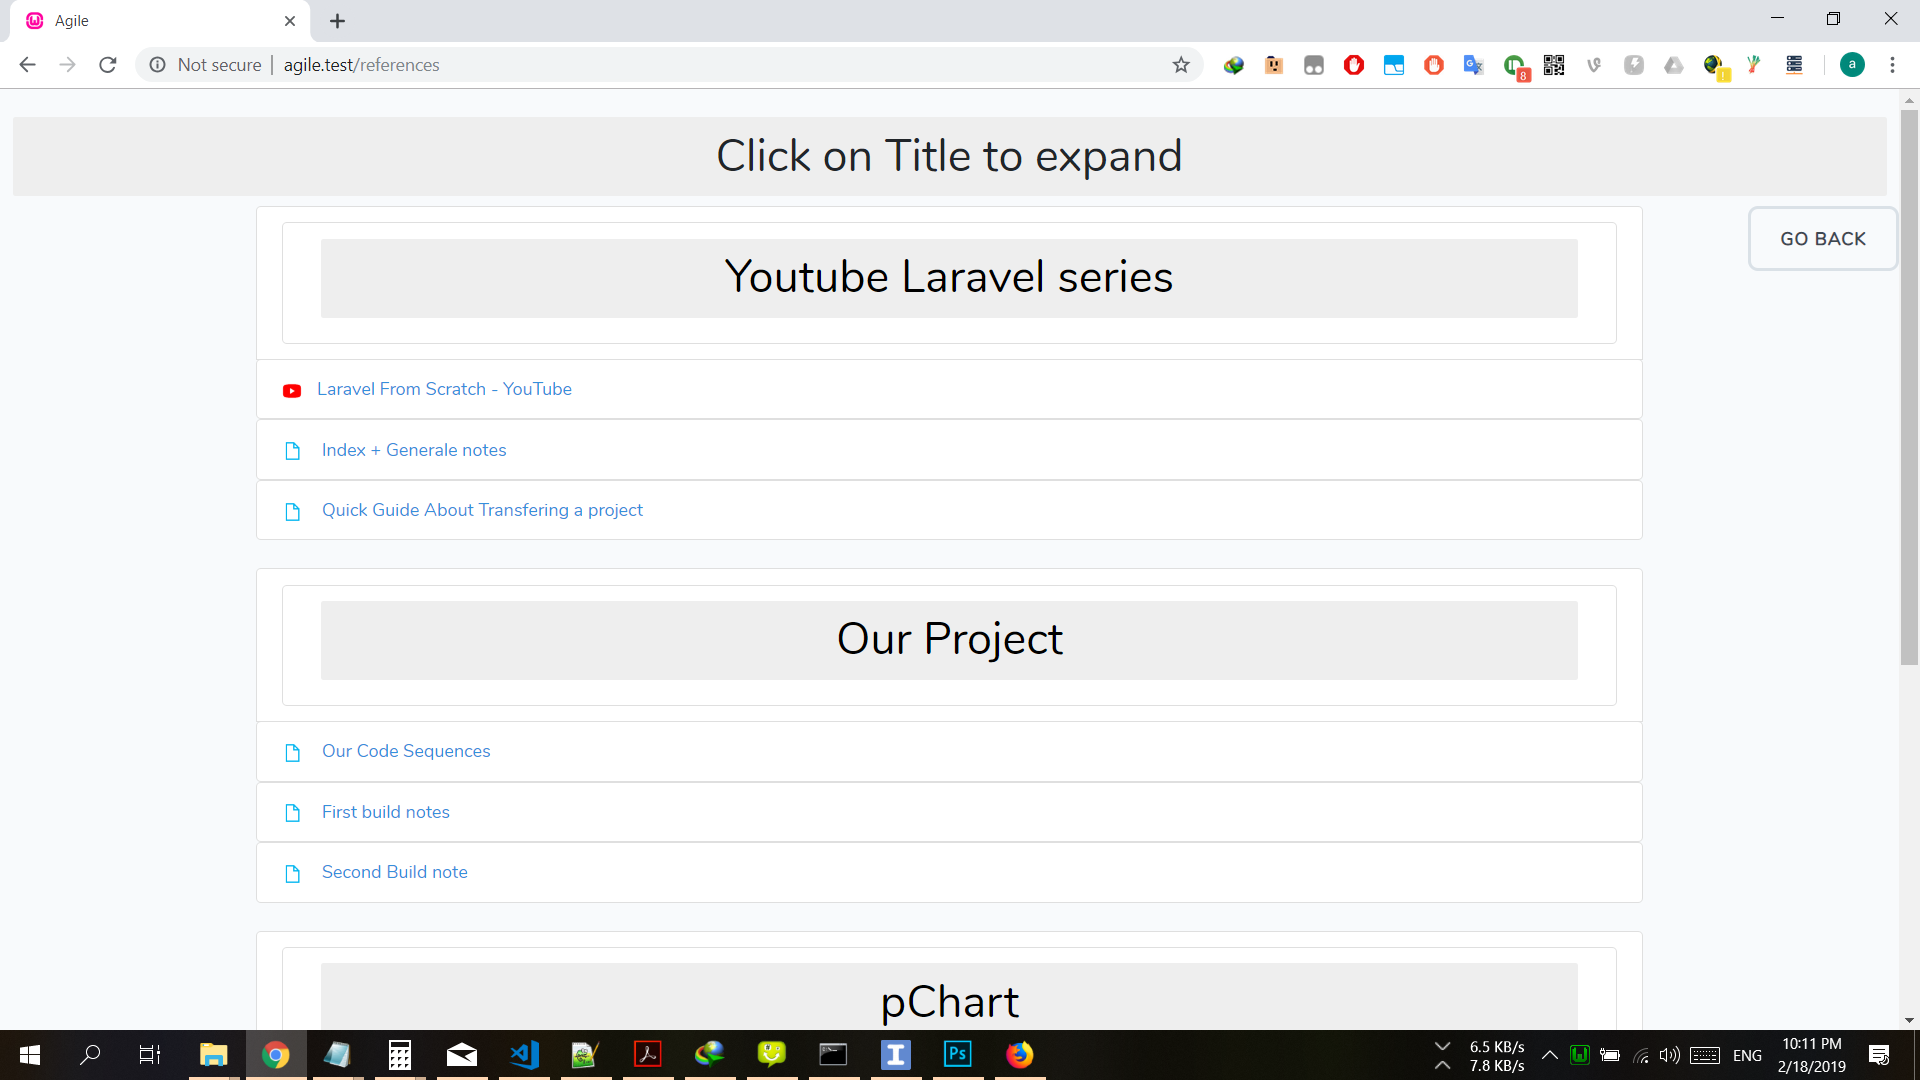 Agile
Not secure | agile.test/references
8
a
Click on Title to expand
GO BACK
Youtube Laravel series
Laravel From Scratch - YouTube
Index + Generale notes
Quick Guide About Transfering a project
Our Project
Our Code Sequences
First build notes
Second Build note
pChart
Ps
6.5 KB/s
7.8 KB/s
ENG
10:11 PM
2/18/2019